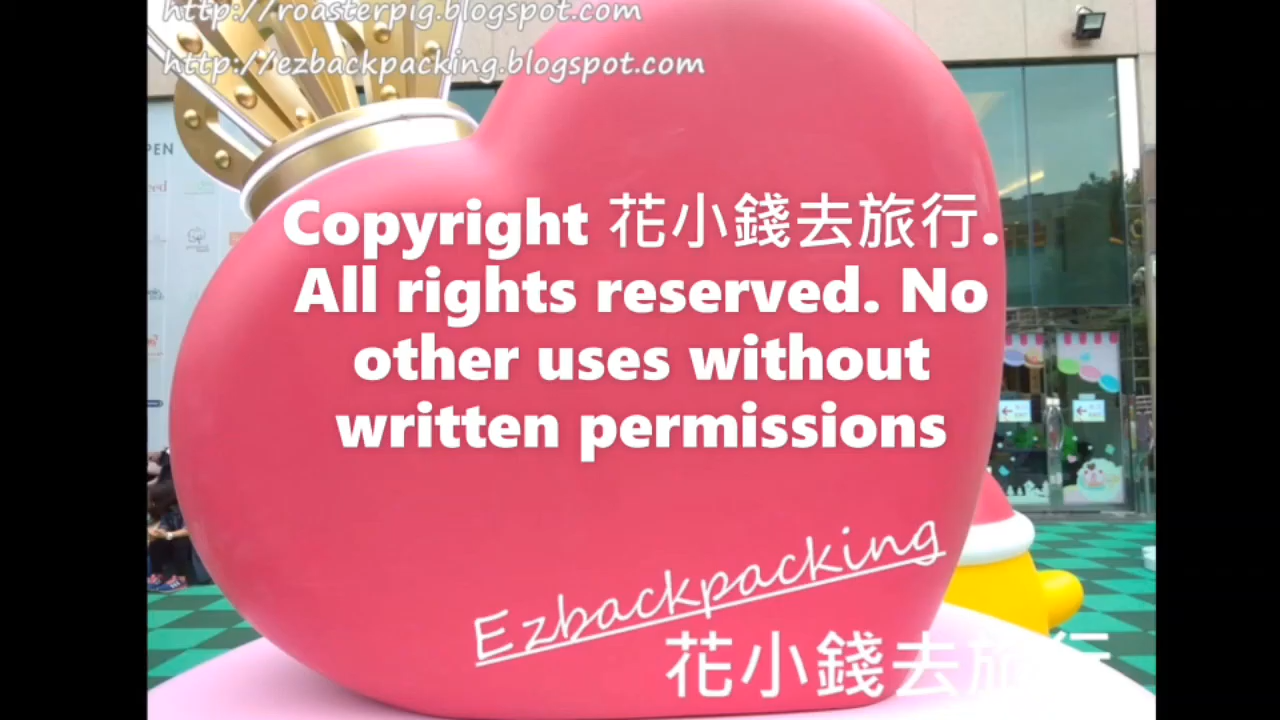 http://roasterpig.blogspot.com
http://ezbackpacking.blogspot.com
PEN
Copyright 花小錢去旅行.
All rights reserved. No
other uses without
written permissions
Ezbackpacking
花小錢去旅行